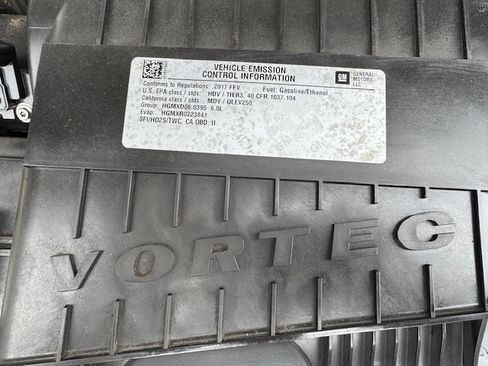 VEHICLE EMISSION
CONTROL INFORMATION
GM
GENERAL
MOTORS
LLC
Conforms to Regulations: 2017 FFV Fuel: Gasoline/Ethanol
U.S. EPA class / stds: HDV / TIER3, 40 CFR 1037.104
California class / stds: MDV / ULEV250
Group: HGMXD06.0395 6.0L
Evap: HGMXR0223841
SFI/HO2S/TWC, CA OBD: II
VORTEC